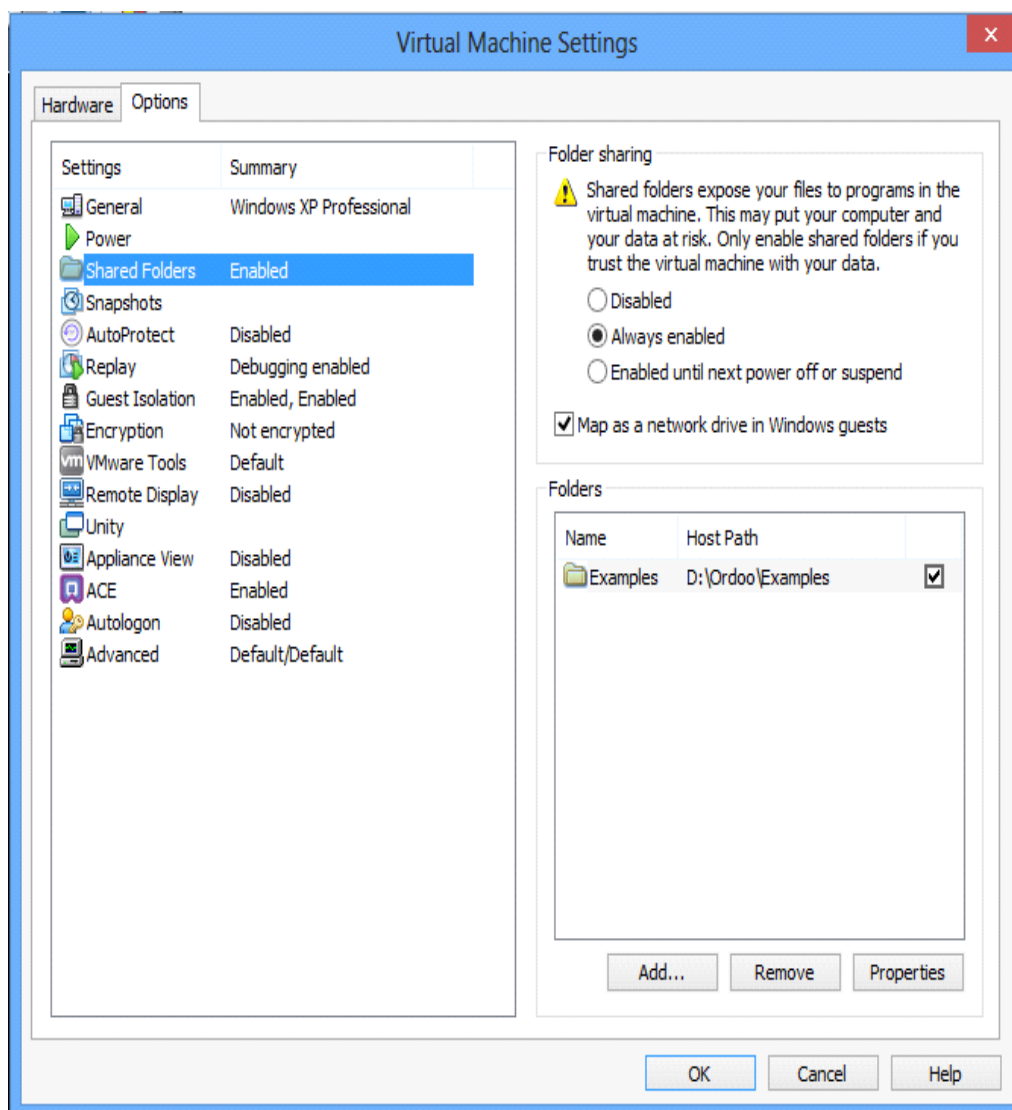 Virtual Machine Settings
x
Hardware Options
Settings Summary
General Windows XP Professional
Power
Shared Folders Enabled
Snapshots
AutoProtect Disabled
Replay Debugging enabled
Guest Isolation Enabled, Enabled
Encryption Not encrypted
vm VMware Tools Default
Remote Display Disabled
Unity
Appliance View Disabled
ACE Enabled
Autologon Disabled
Advanced Default/Default
Folder sharing
Shared folders expose your files to programs in the
virtual machine. This may put your computer and
your data at risk. Only enable shared folders if you
trust the virtual machine with your data.
Disabled
Always enabled
Enabled until next power off or suspend
Map as a network drive in Windows guests
Folders
Name Host Path
Examples D:\Ordoo\Examples
Add... Remove Properties
OK Cancel Help